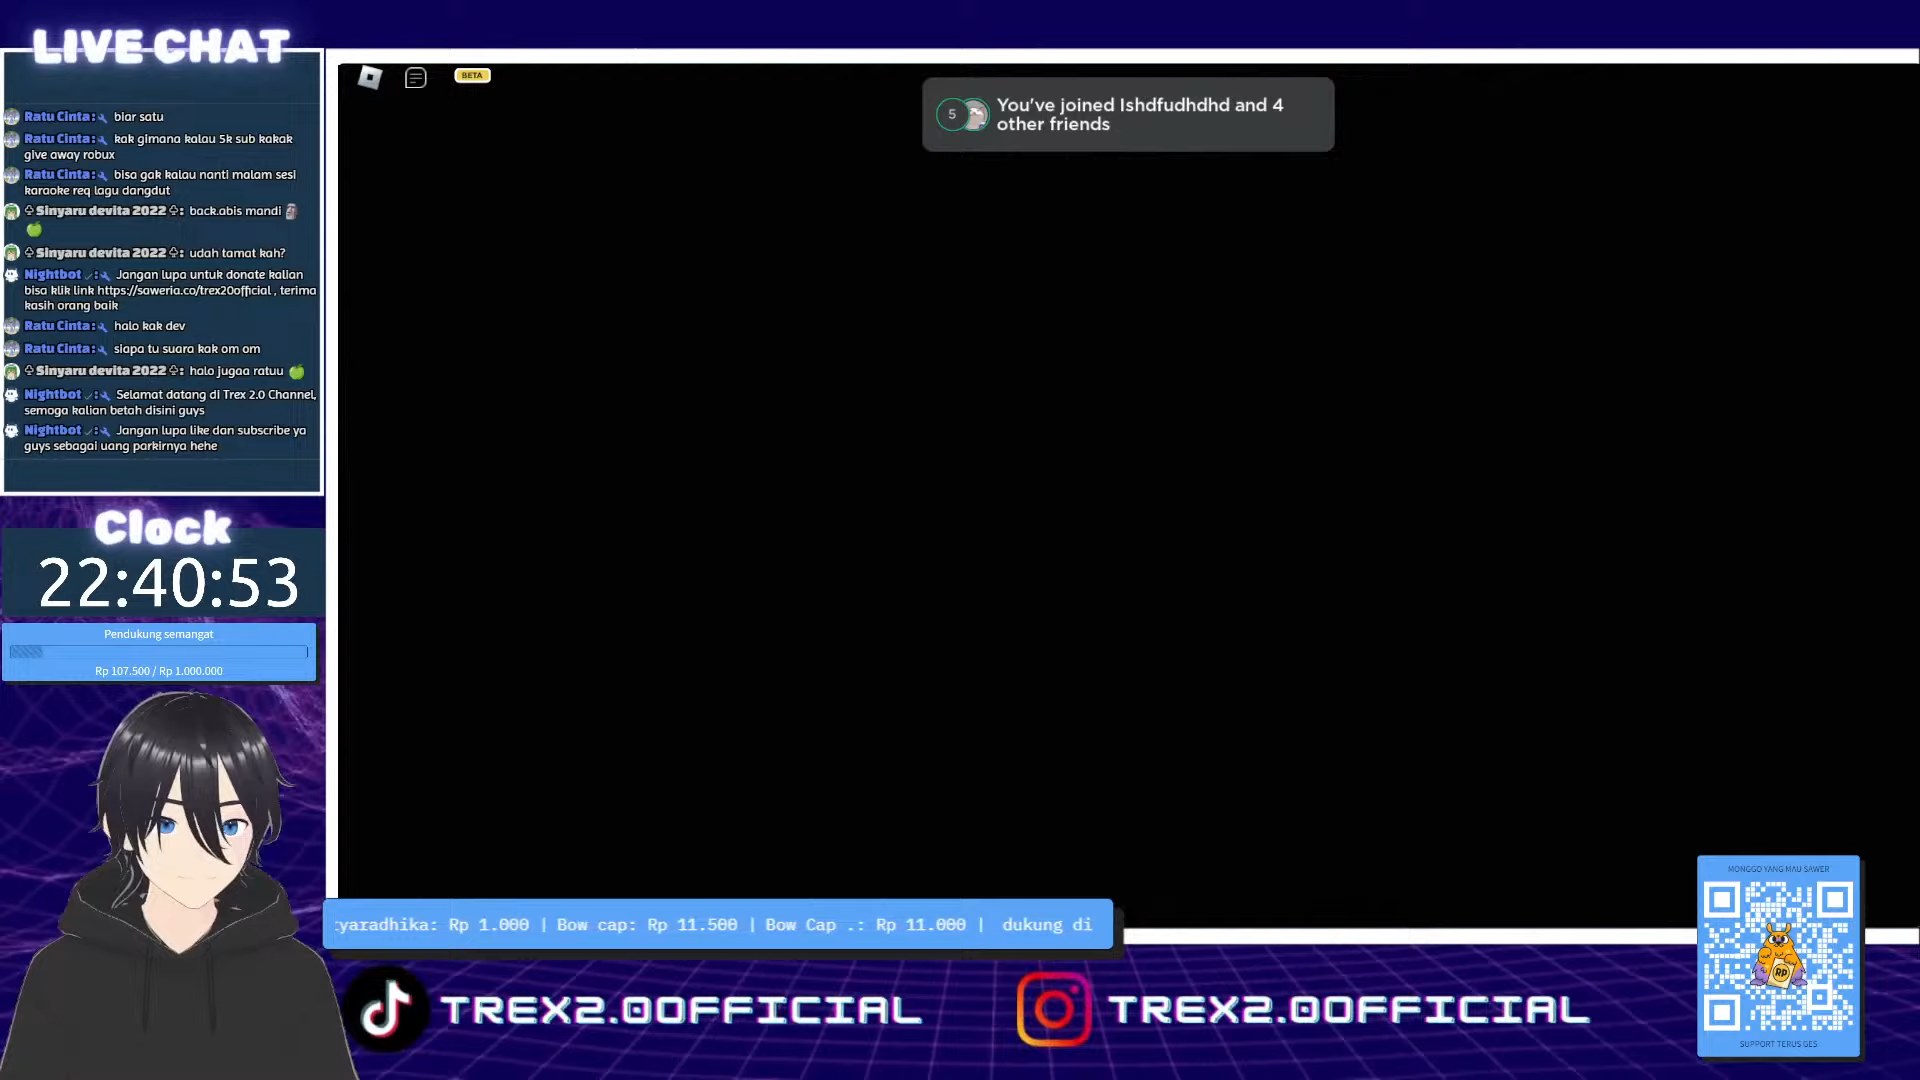 LIVE CHAT
Ratu Cinta: biar satu
Ratu Cinta: kak gimana kalau 5k sub kakak
give away robux
Ratu Cinta: bisa gak kalau nanti malam sesi
karaoke req lagu dangdut
♧ Sinyaru devita 2022 ♧: back.abis mandi 🗿
🍏
♧ Sinyaru devita 2022 ♧: udah tamat kah?
Nightbot ✓: Jangan lupa untuk donate kalian
bisa klik link https://saweria.co/trex20official , terima
kasih orang baik
Ratu Cinta: halo kak dev
Ratu Cinta: siapa tu suara kak om om
♧ Sinyaru devita 2022 ♧: halo jugaa ratuu 🍏
Nightbot ✓: Selamat datang di Trex 2.0 Channel,
semoga kalian betah disini guys
Nightbot ✓: Jangan lupa like dan subscribe ya
guys sebagai uang parkirnya hehe
Clock
22:40:53
Pendukung semangat
Rp 107.500 / Rp 1.000.000
BETA
5
You've joined Ishdfudhdhd and 4
other friends
yaradhika: Rp 1.000 | Bow cap: Rp 11.500 | Bow Cap .: Rp 11.000 | dukung di
TREX2.0OFFICIAL
TREX2.0OFFICIAL
MONGGO YANG MAU SAWER
RP
SUPPORT TERUS GES